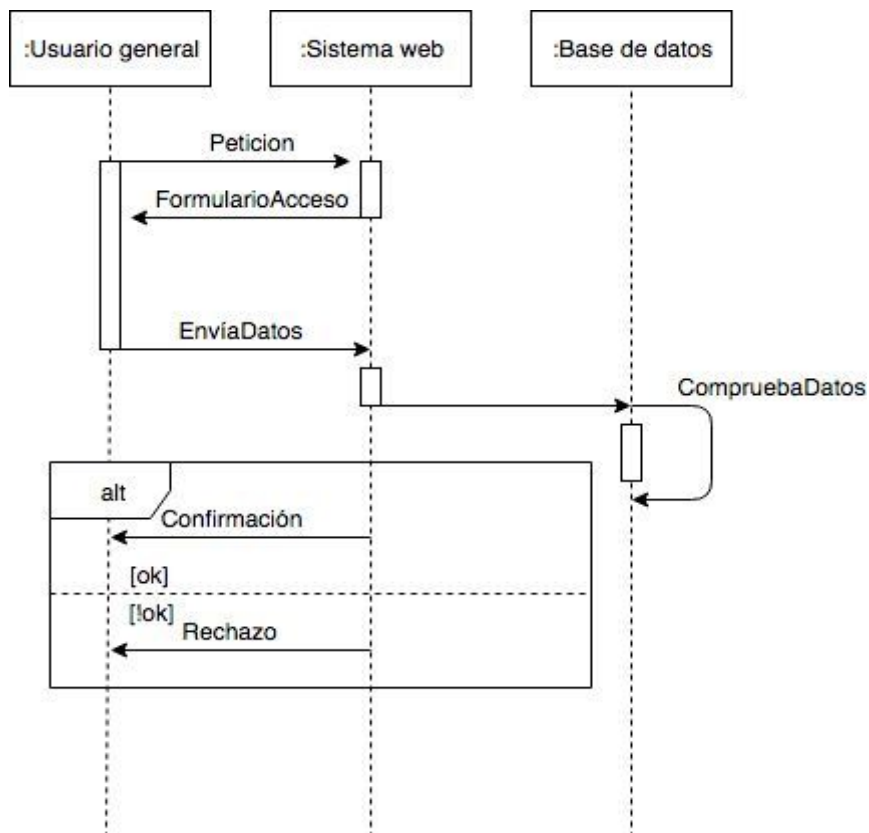 :Usuario general
:Sistema web
:Base de datos
Peticion
FormularioAcceso
EnvíaDatos
CompruebaDatos
alt
Confirmación
[ok]
[!ok]
Rechazo